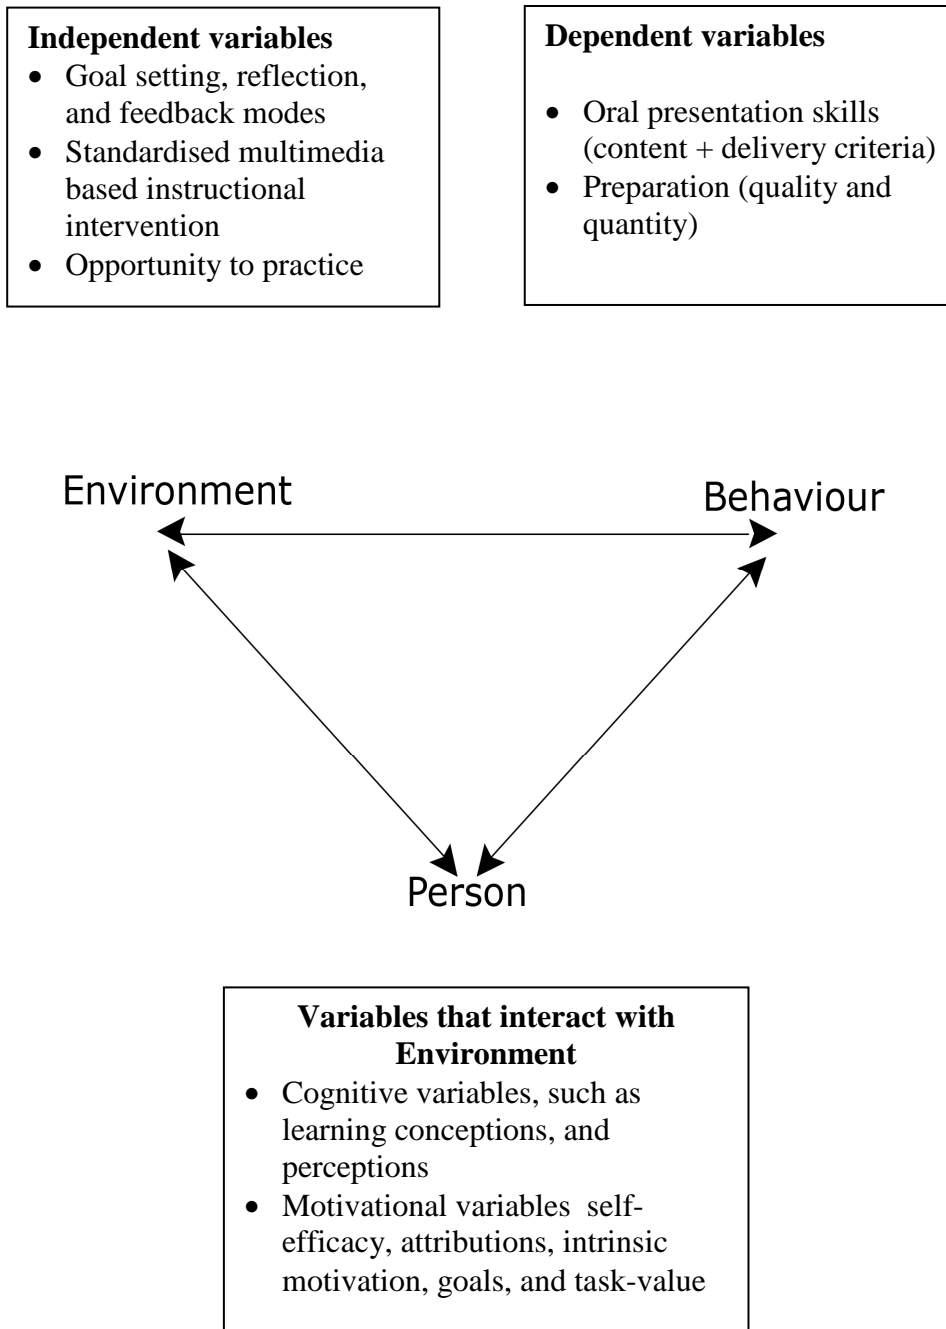 Independent variables
• Goal setting, reflection,
and feedback modes
• Standardised multimedia
based instructional
intervention
• Opportunity to practice
Dependent variables
• Oral presentation skills
(content + delivery criteria)
• Preparation (quality and
quantity)
Environment
Behaviour
Person
Variables that interact with
Environment
• Cognitive variables, such as
learning conceptions, and
perceptions
• Motivational variables  self-
efficacy, attributions, intrinsic
motivation, goals, and task-value